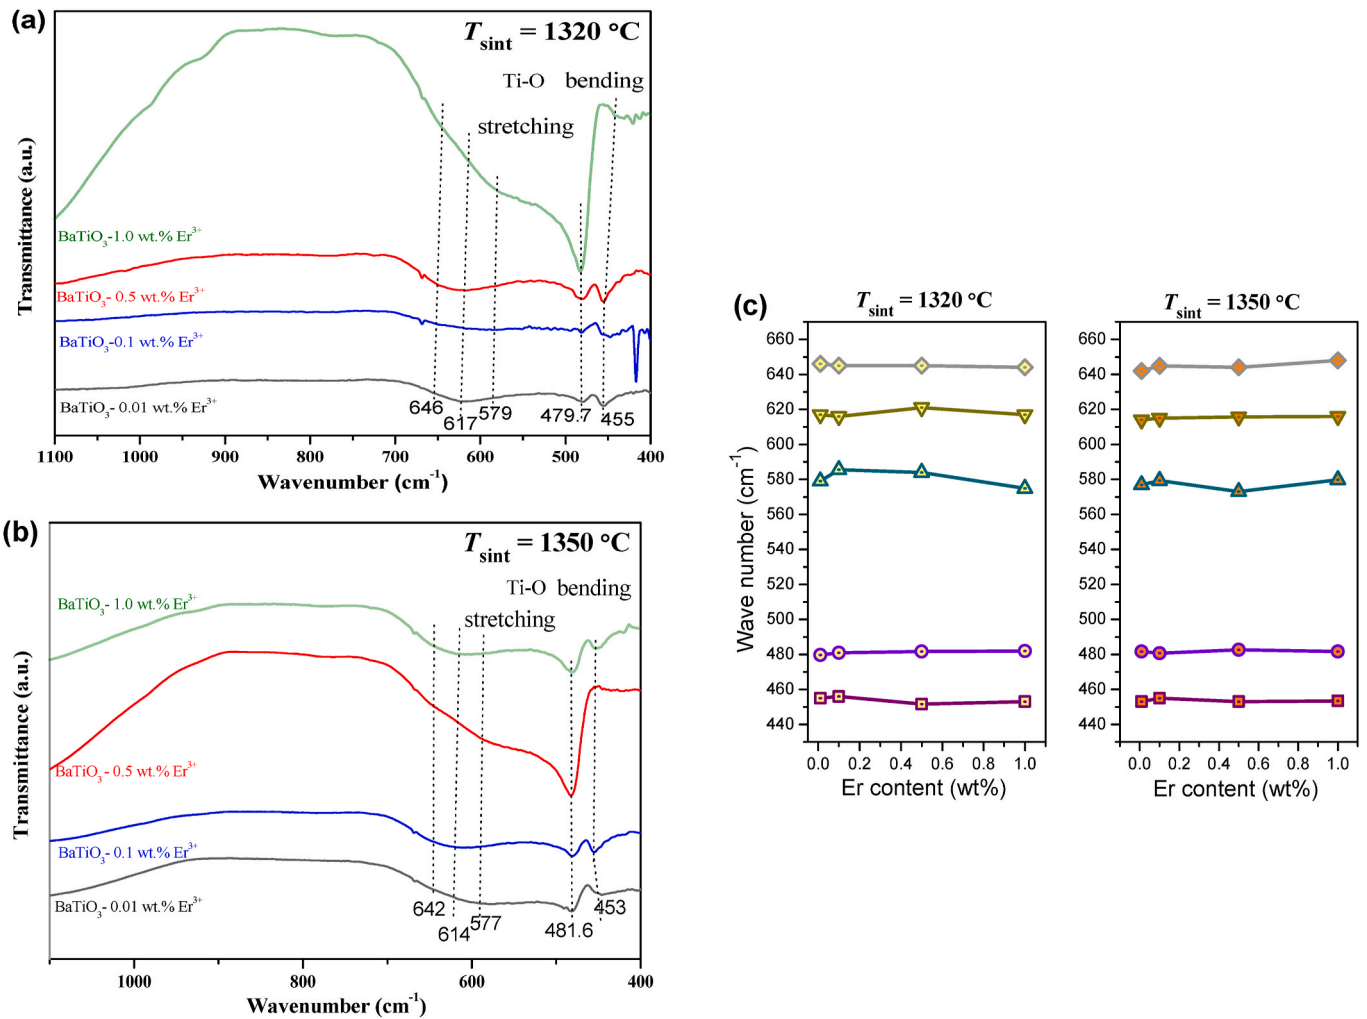 (a)
T_sint = 1320 °C
Ti-O bending
stretching
BaTiO₃-1.0 wt.% Er³⁺
BaTiO₃- 0.5 wt.% Er³⁺
BaTiO₃-0.1 wt.% Er³⁺
BaTiO₃- 0.01 wt.% Er³⁺
646 617 579 479.7 455
1100 1000 900 800 700 600 500 400
Wavenumber (cm⁻¹)
Transmittance (a.u.)
(b)
T_sint = 1350 °C
Ti-O bending
stretching
BaTiO₃-1.0 wt.% Er³⁺
BaTiO₃- 0.5 wt.% Er³⁺
BaTiO₃-0.1 wt.% Er³⁺
BaTiO₃- 0.01 wt.% Er³⁺
642 614 577 481.6 453
1000 800 600 400
Wavenumber (cm⁻¹)
Transmittance (a.u.)
(c)
T_sint = 1320 °C
660
640
620
600
580
560
540
520
500
480
460
440
0.0 0.2 0.4 0.6 0.8 1.0
Er content (wt%)
Wave number (cm⁻¹)
T_sint = 1350 °C
660
640
620
600
580
560
540
520
500
480
460
440
0.0 0.2 0.4 0.6 0.8 1.0
Er content (wt%)